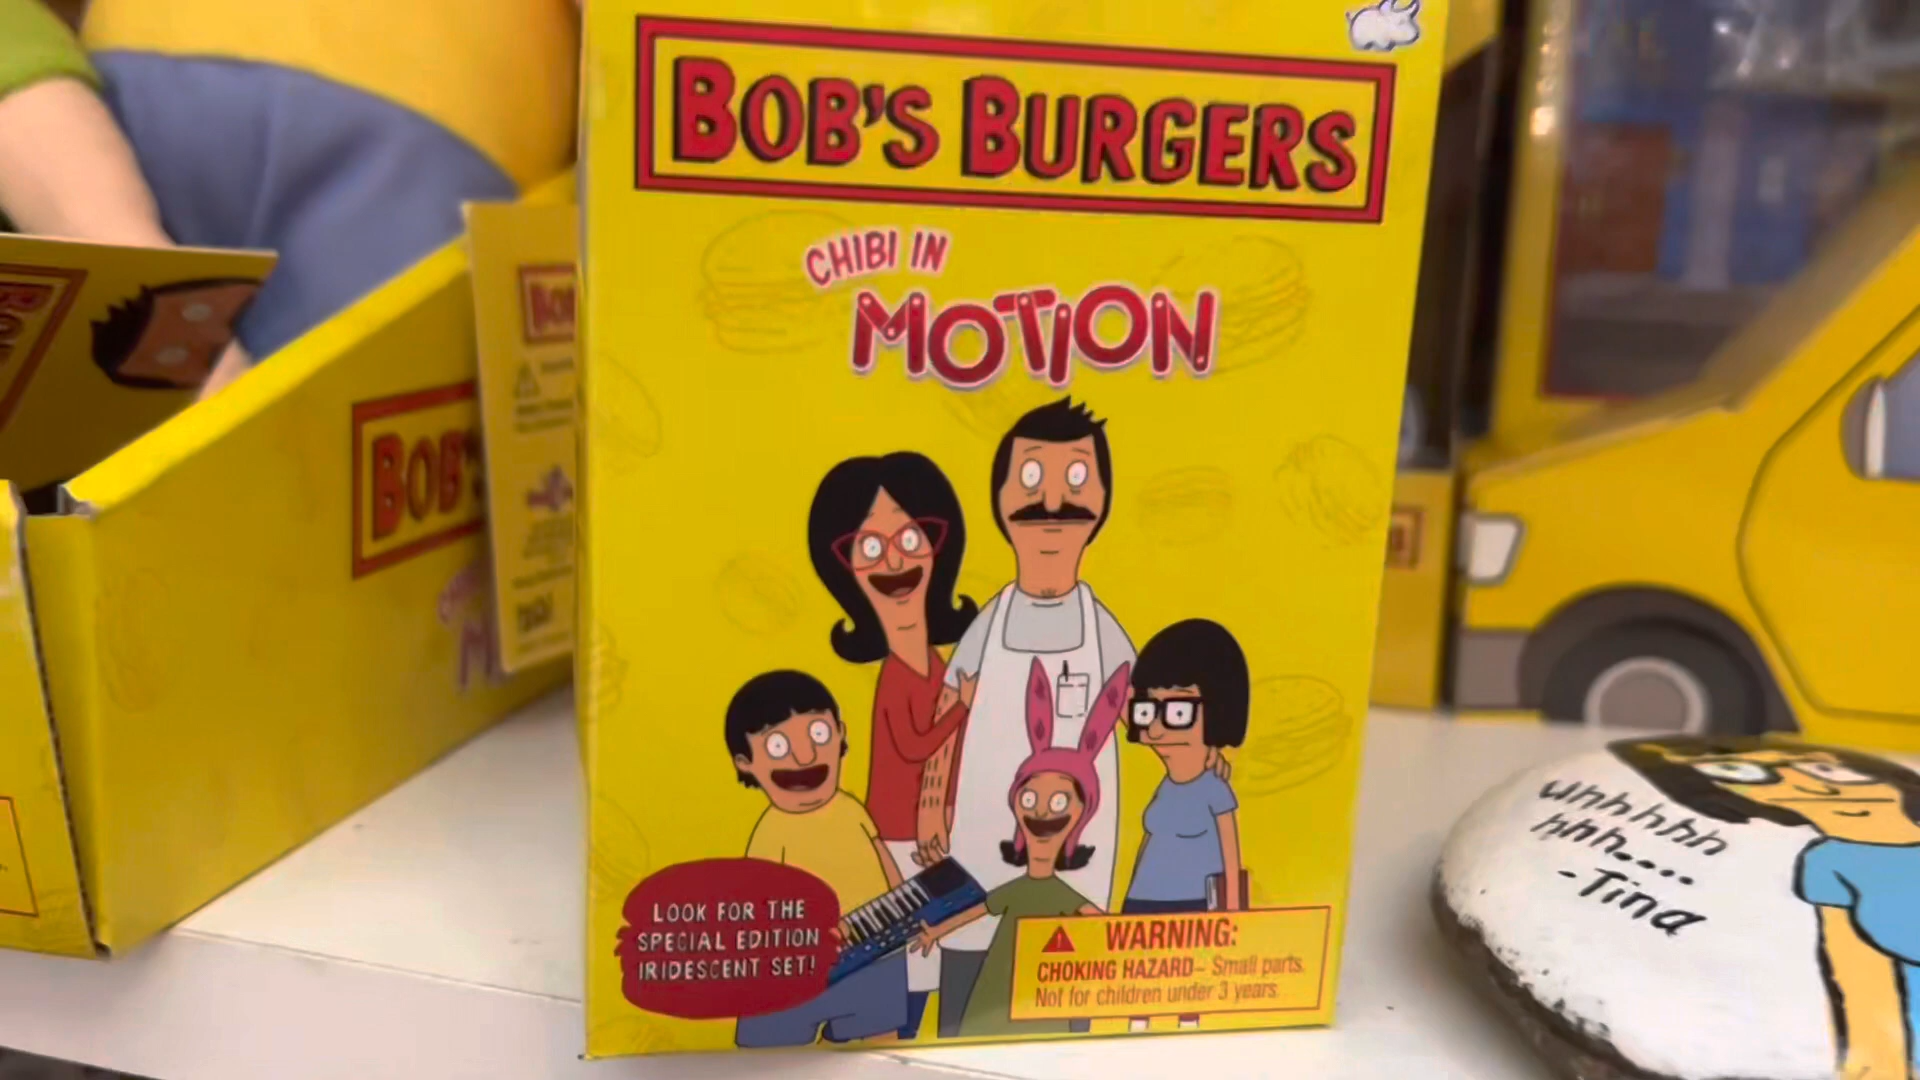 BOB'S BURGERS
CHIBI IN
MOTION
LOOK FOR THE
SPECIAL EDITION
IRIDESCENT SET!
WARNING:
CHOKING HAZARD– Small parts.
Not for children under 3 years.
BOB'
uhhhhh
hhh....
-Tina